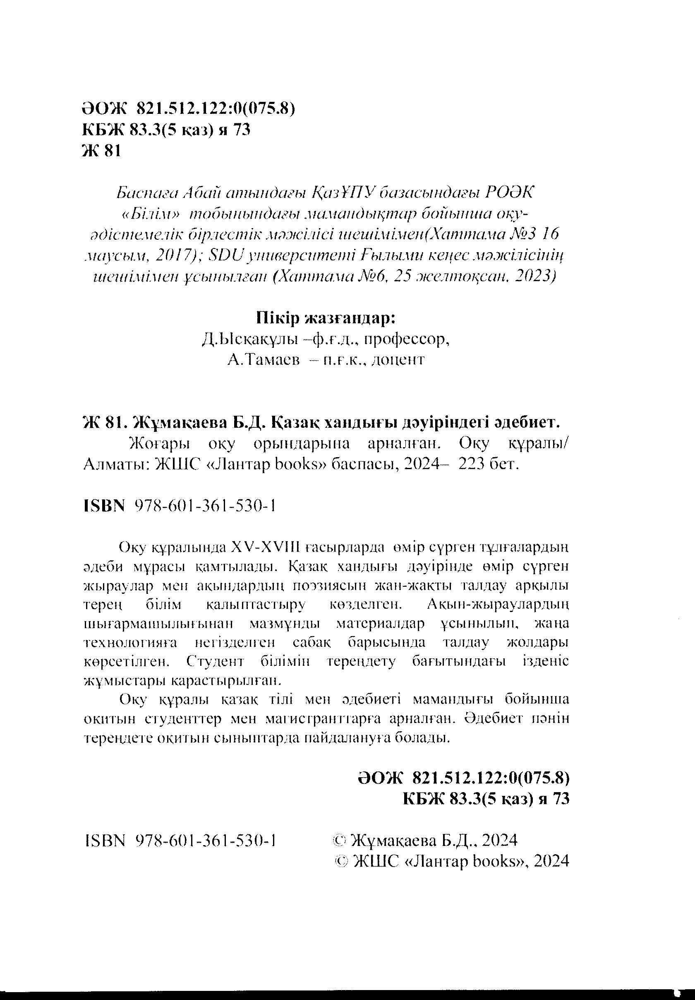 ӘОЖ 821.512.122:0(075.8)
КБЖ 83.3(5 қаз) я 73
Ж 81
Баспаға Абай атындағы ҚазҰПУ базасындағы РОӘК
«Білім» тобынындағы мамандықтар бойынша оқу-
әдістемелік бірлестік мәжілісі шешімімен(Хаттама №3 16
маусым, 2017); SDU университеті Ғылыми кеңес мәжілісінің
шешімімен ұсынылған (Хаттама №6, 25 желтоқсан, 2023)
Пікір жазғандар:
Д.Ысқақұлы –ф.ғ.д., профессор,
А.Тамаев – п.ғ.к., доцент
Ж 81. Жұмақаева Б.Д. Қазақ хандығы дәуіріндегі әдебиет.
Жоғары оқу орындарына арналған. Оқу құралы/
Алматы: ЖШС «Лантар books» баспасы, 2024– 223 бет.
ISBN 978-601-361-530-1
Оқу құралында XV-XVIII ғасырларда өмір сүрген тұлғалардың
әдеби мұрасы қамтылады. Қазақ хандығы дәуірінде өмір сүрген
жыраулар мен ақындардың поэзиясын жан-жақты талдау арқылы
терең білім қалыптастыру көзделген. Ақын-жыраулардың
шығармашылығынан мазмұнды материалдар ұсынылып, жаңа
технологияға негізделген сабақ барысында талдау жолдары
көрсетілген. Студент білімін тереңдету бағытындағы ізденіс
жұмыстары қарастырылған.
Оқу құралы қазақ тілі мен әдебиеті мамандығы бойынша
оқитын студенттер мен магистранттарға арналған. Әдебиет пәнін
тереңдете оқитын сыныптарда пайдалануға болады.
ӘОЖ 821.512.122:0(075.8)
КБЖ 83.3(5 қаз) я 73
ISBN 978-601-361-530-1 © Жұмақаева Б.Д., 2024
© ЖШС «Лантар books», 2024